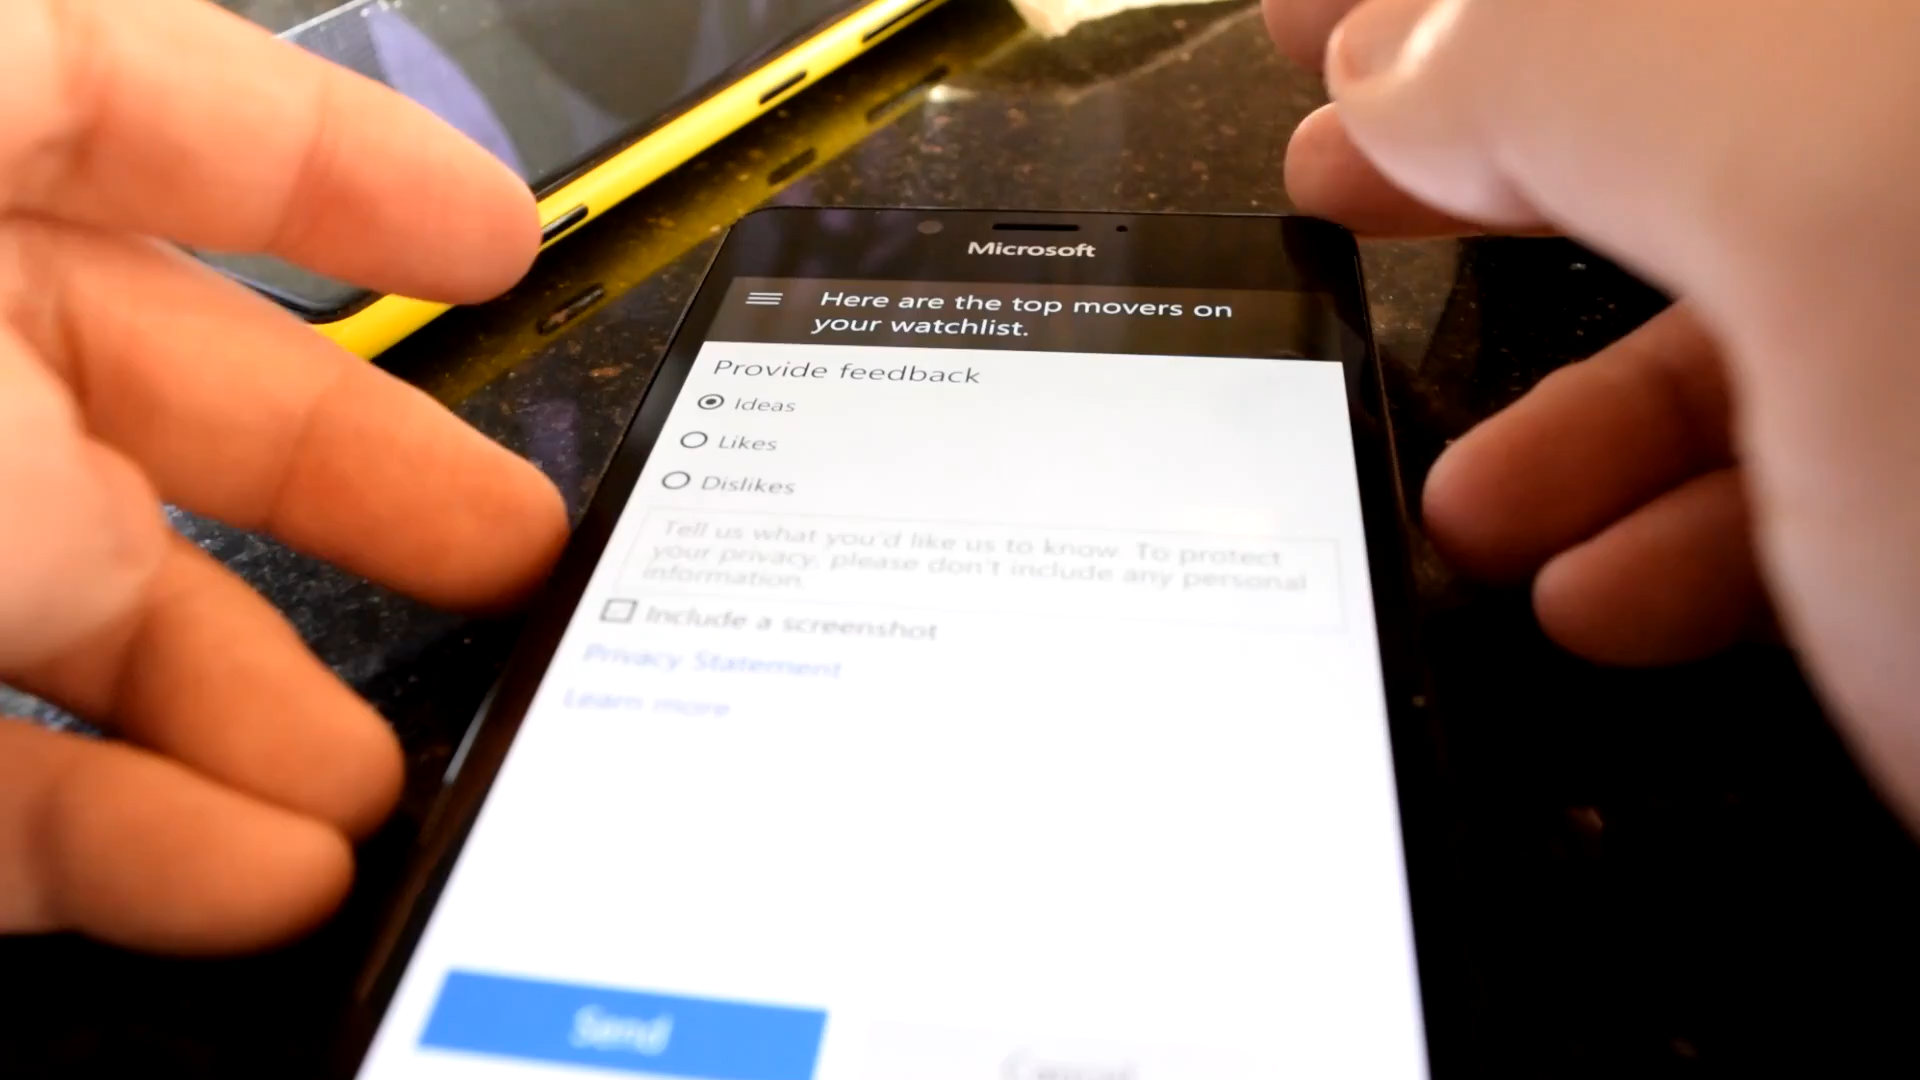 Microsoft
Here are the top movers on
your watchlist.
Provide feedback
Ideas
Likes
Dislikes
Tell us what you'd like us to know. To protect
your privacy, please don't include any personal
information.
Include a screenshot
Privacy Statement
Learn more
Send
Cancel